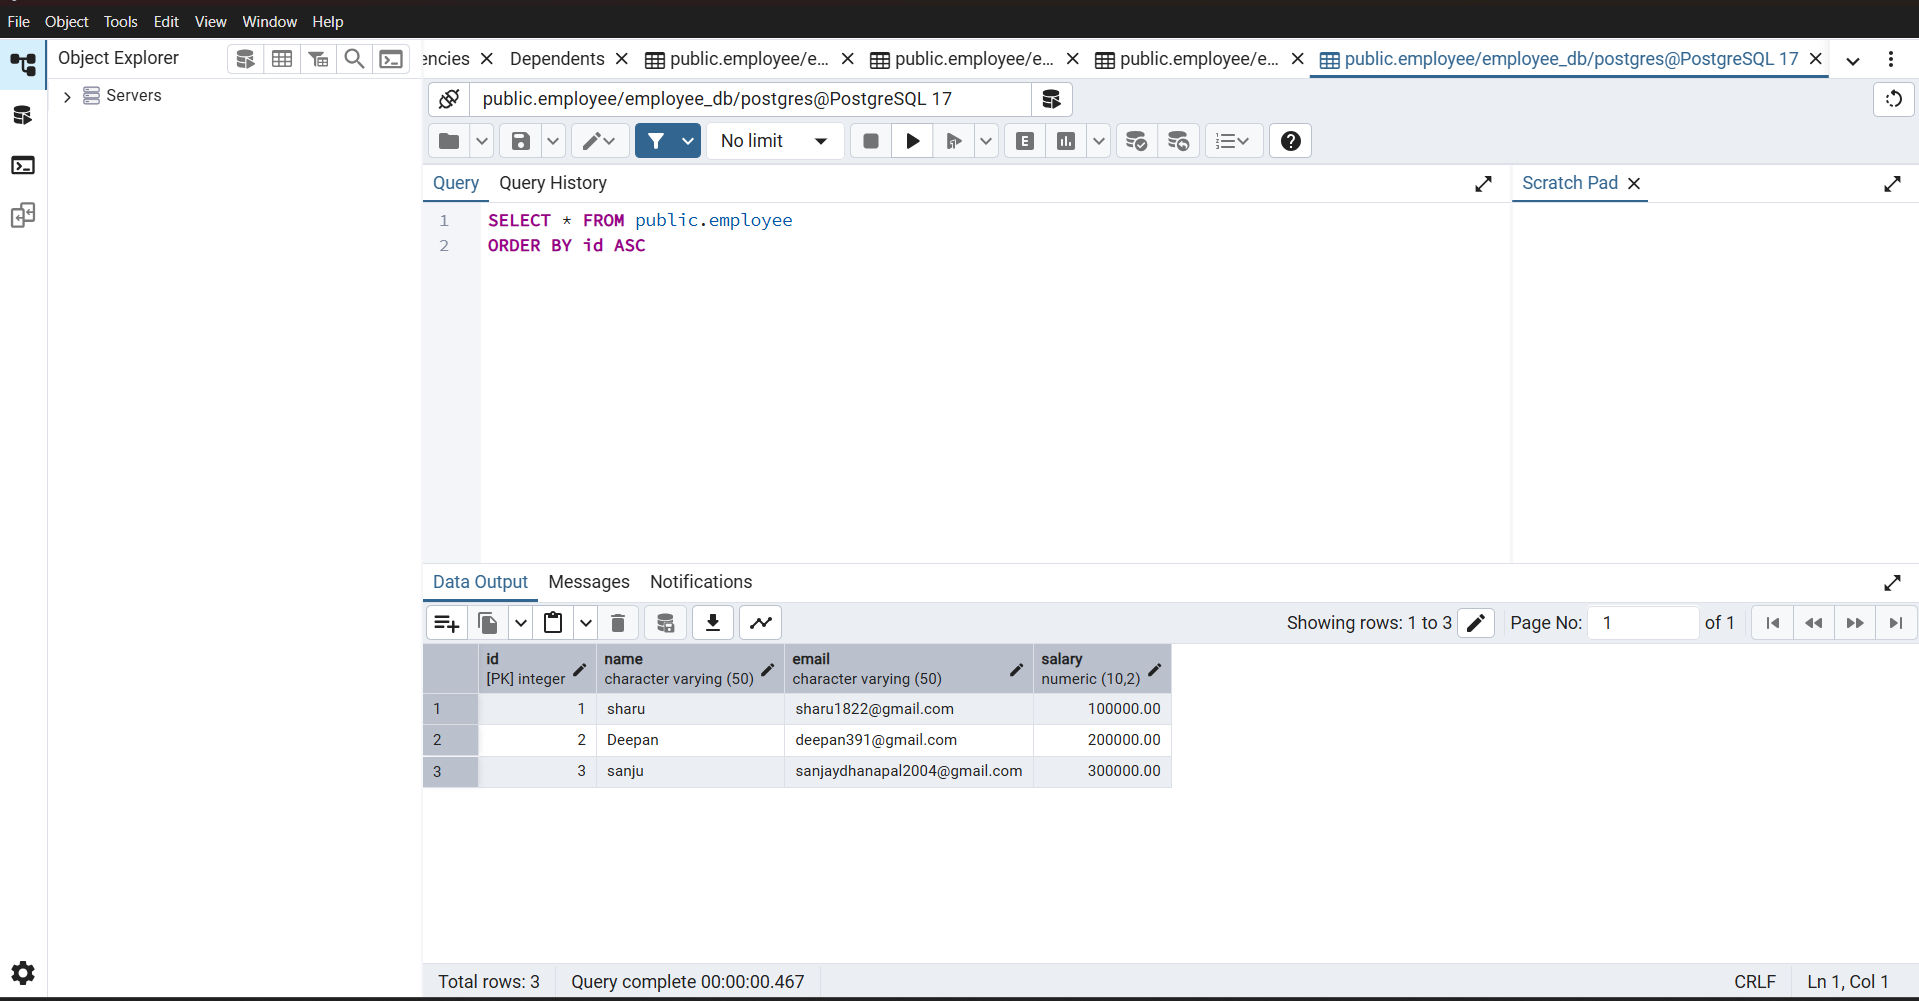 File Object Tools Edit View Window Help
Object Explorer
Servers
encies Dependents public.employee/e... public.employee/e... public.employee/e... public.employee/employee_db/postgres@PostgreSQL 17
public.employee/employee_db/postgres@PostgreSQL 17
No limit
E
Query Query History
Scratch Pad
1 SELECT * FROM public.employee
2 ORDER BY id ASC
Data Output Messages Notifications
Showing rows: 1 to 3 Page No: 1 of 1
id name email salary
[PK] integer character varying (50) character varying (50) numeric (10,2)
1 1 sharu sharu1822@gmail.com 100000.00
2 2 Deepan deepan391@gmail.com 200000.00
3 3 sanju sanjaydhanapal2004@gmail.com 300000.00
Total rows: 3 Query complete 00:00:00.467 CRLF Ln 1, Col 1